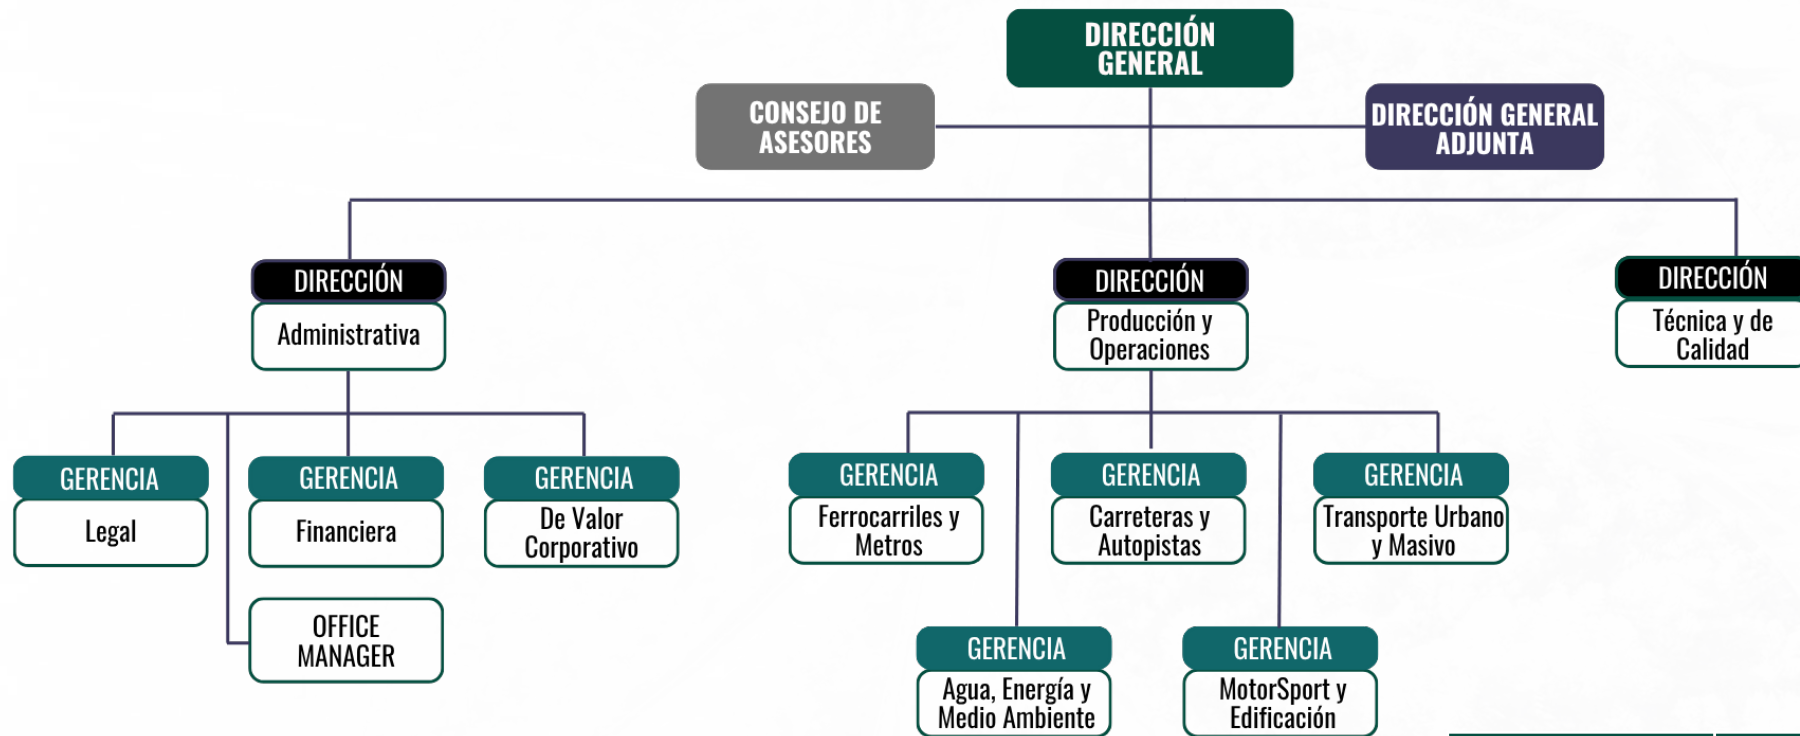 DIRECCIÓN
GENERAL
CONSEJO DE
ASESORES
DIRECCIÓN GENERAL
ADJUNTA
DIRECCIÓN
Administrativa
DIRECCIÓN
Producción y
Operaciones
DIRECCIÓN
Técnica y de
Calidad
GERENCIA
Legal
GERENCIA
Financiera
GERENCIA
De Valor
Corporativo
OFFICE
MANAGER
GERENCIA
Ferrocarriles y
Metros
GERENCIA
Carreteras y
Autopistas
GERENCIA
Transporte Urbano
y Masivo
GERENCIA
Agua, Energía y
Medio Ambiente
GERENCIA
MotorSport y
Edificación